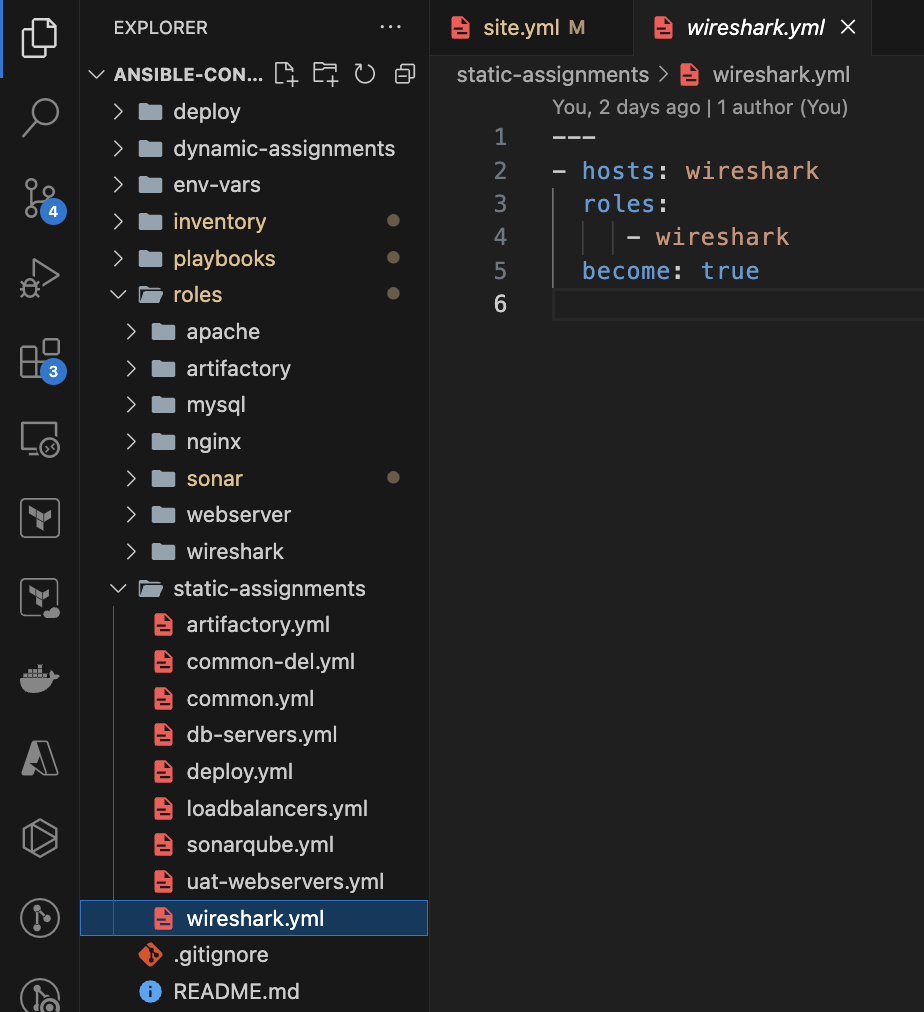 EXPLORER
ANSIBLE-CON...
deploy
dynamic-assignments
env-vars
inventory
playbooks
roles
apache
artifactory
mysql
nginx
sonar
webserver
wireshark
static-assignments
artifactory.yml
common-del.yml
common.yml
db-servers.yml
deploy.yml
loadbalancers.yml
sonarqube.yml
uat-webservers.yml
wireshark.yml
.gitignore
README.md
4
3
site.yml M
wireshark.yml
static-assignments > wireshark.yml
You, 2 days ago | 1 author (You)
1 ---
2 - hosts: wireshark
3   roles:
4     - wireshark
5   become: true
6